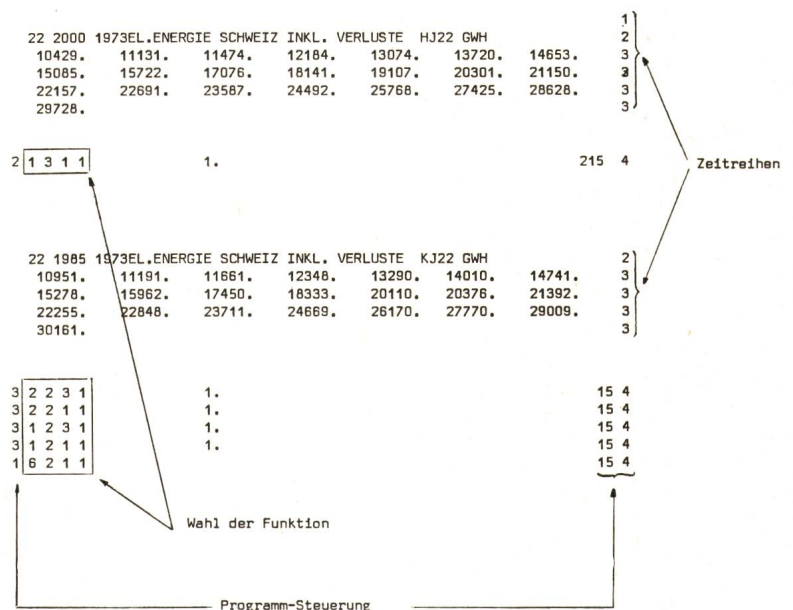 1
22 2000 1973EL.ENERGIE SCHWEIZ INKL. VERLUSTE HJ22 GWH 2
10429. 11131. 11474. 12184. 13074. 13720. 14653. 3
15085. 15722. 17076. 18141. 19107. 20301. 21150. 3
22157. 22691. 23587. 24492. 25768. 27425. 28628. 3
29728. 3
2 1 3 1 1 1. 215 4
Zeitreihen
22 1985 1973EL.ENERGIE SCHWEIZ INKL. VERLUSTE KJ22 GWH 2
10951. 11191. 11661. 12348. 13290. 14010. 14741. 3
15278. 15962. 17450. 18333. 20110. 20376. 21392. 3
22255. 22848. 23711. 24669. 26170. 27770. 29009. 3
30161. 3
3 2 2 3 1 1. 15 4
3 2 2 1 1 1. 15 4
3 1 2 3 1 1. 15 4
3 1 2 1 1 1. 15 4
1 6 2 1 1 15 4
Wahl der Funktion
Programm-Steuerung